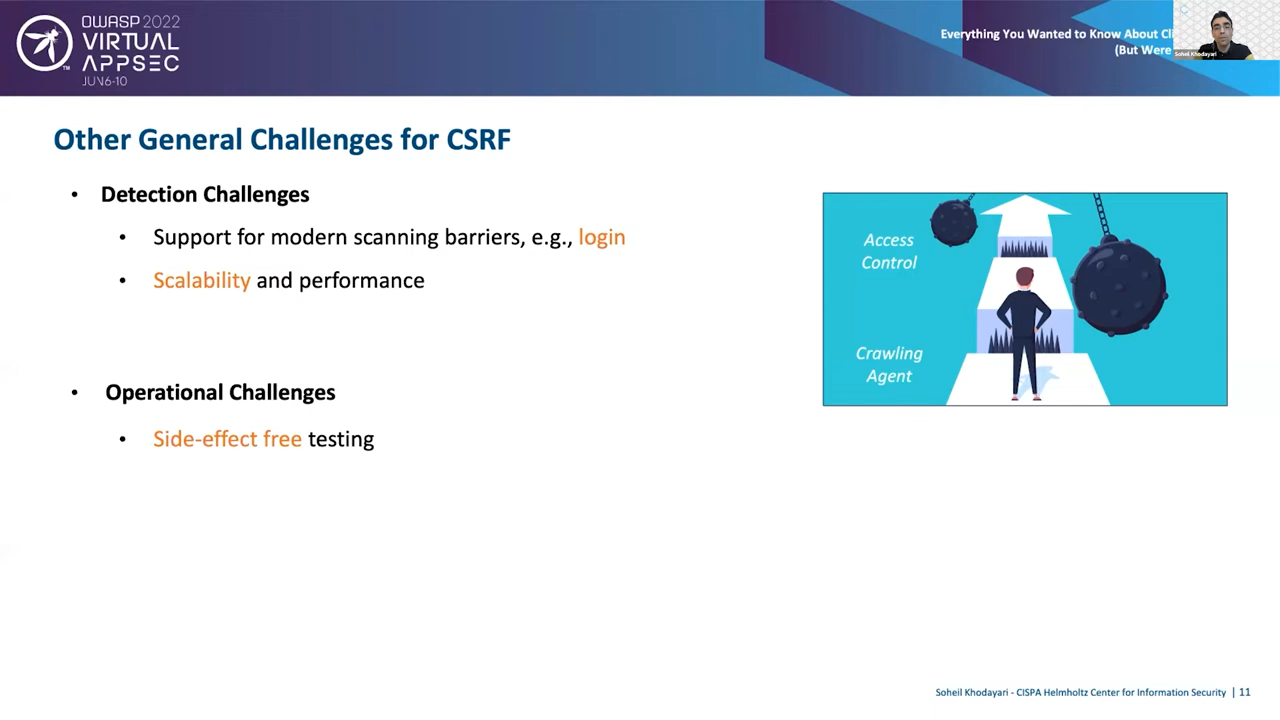 OWASP 2022
VIRTUAL
APPSEC
JUN 6-10
TM
Everything You Wanted to Know About Cli
(But Were
Soheil Khodayari
Other General Challenges for CSRF
• Detection Challenges
• Support for modern scanning barriers, e.g., login
• Scalability and performance
• Operational Challenges
• Side-effect free testing
Access
Control
Crawling
Agent
Soheil Khodayari - CISPA Helmholtz Center for Information Security | 11